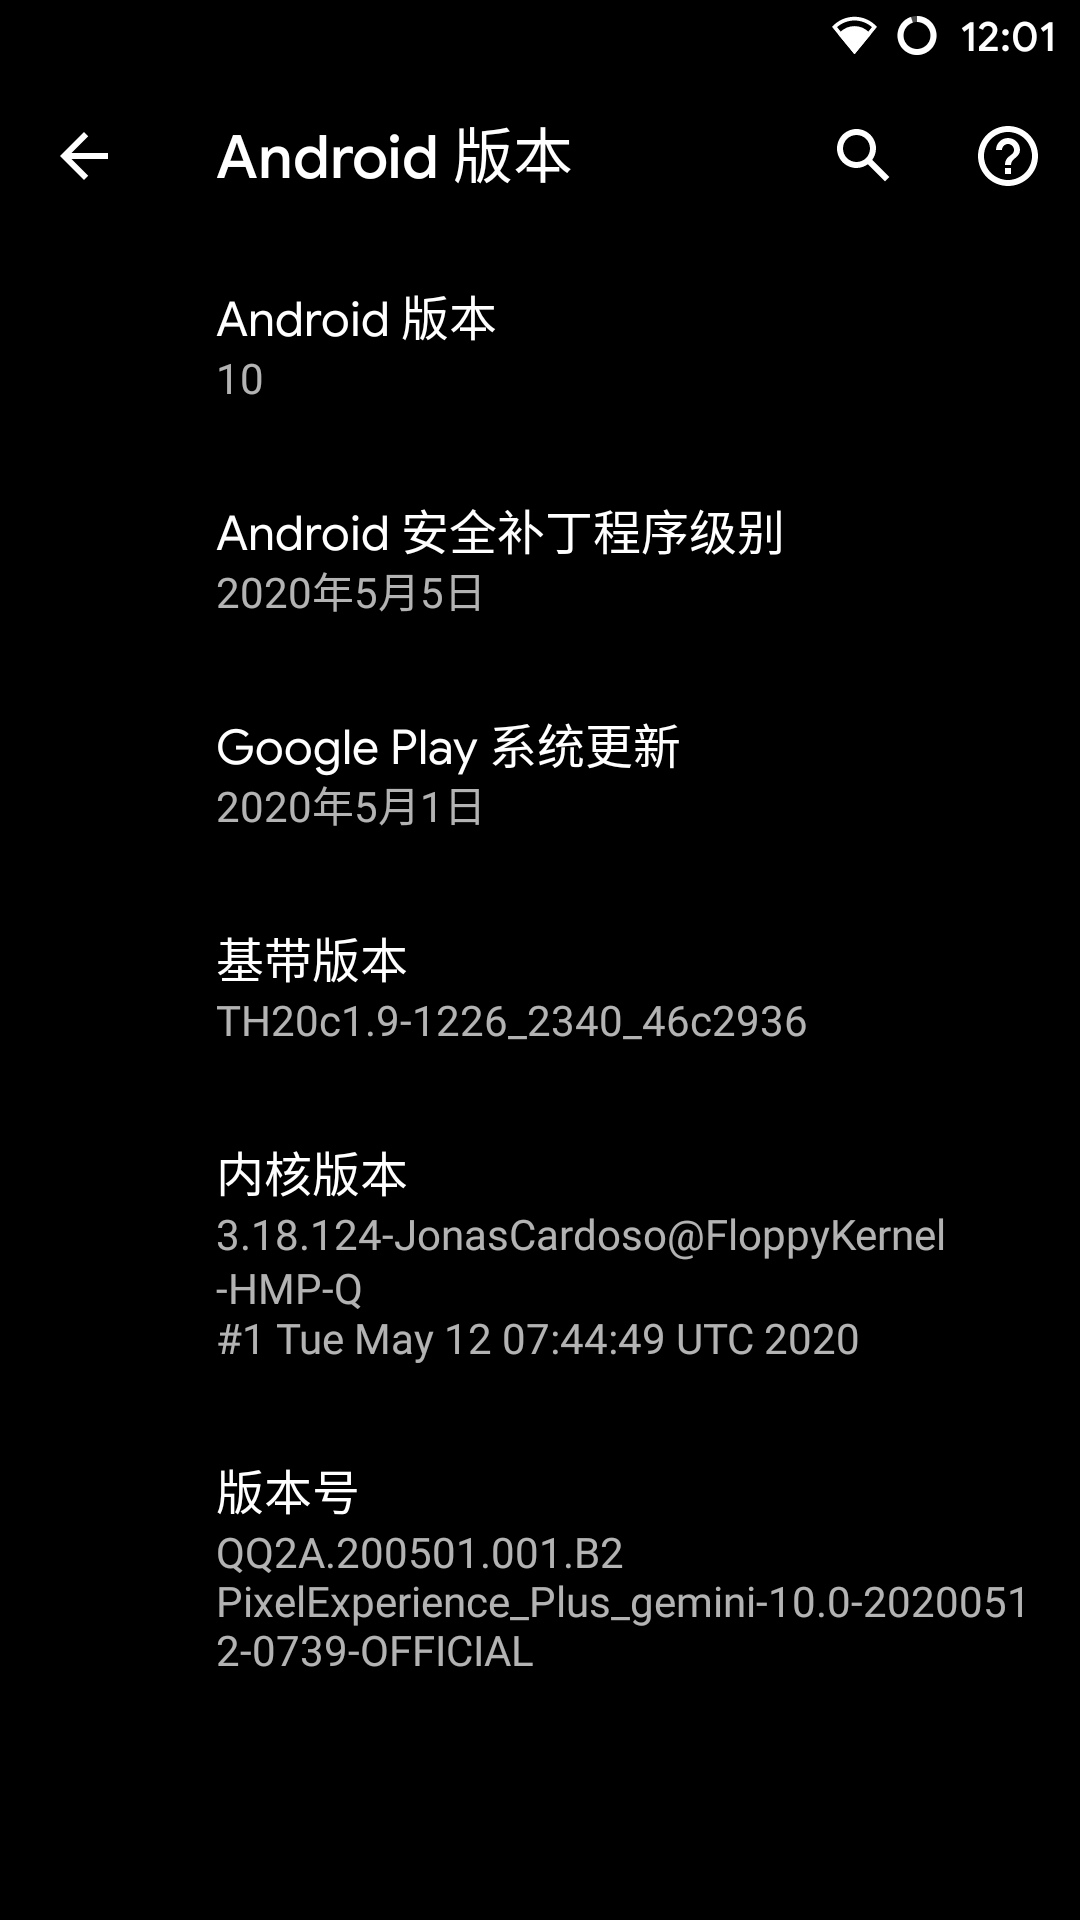 12:01
Android 版本
Android 版本
10
Android 安全补丁程序级别
2020年5月5日
Google Play 系统更新
2020年5月1日
基带版本
TH20c1.9-1226_2340_46c2936
内核版本
3.18.124-JonasCardoso@FloppyKernel
-HMP-Q
#1 Tue May 12 07:44:49 UTC 2020
版本号
QQ2A.200501.001.B2
PixelExperience_Plus_gemini-10.0-2020051
2-0739-OFFICIAL